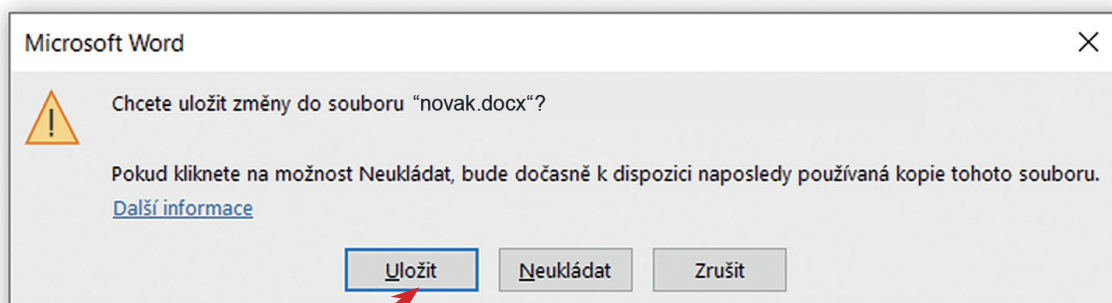 Microsoft Word
Chcete uložit změny do souboru “novak.docx“?
Pokud kliknete na možnost Neukládat, bude dočasně k dispozici naposledy používaná kopie tohoto souboru.
Další informace
Uložit Neukládat Zrušit